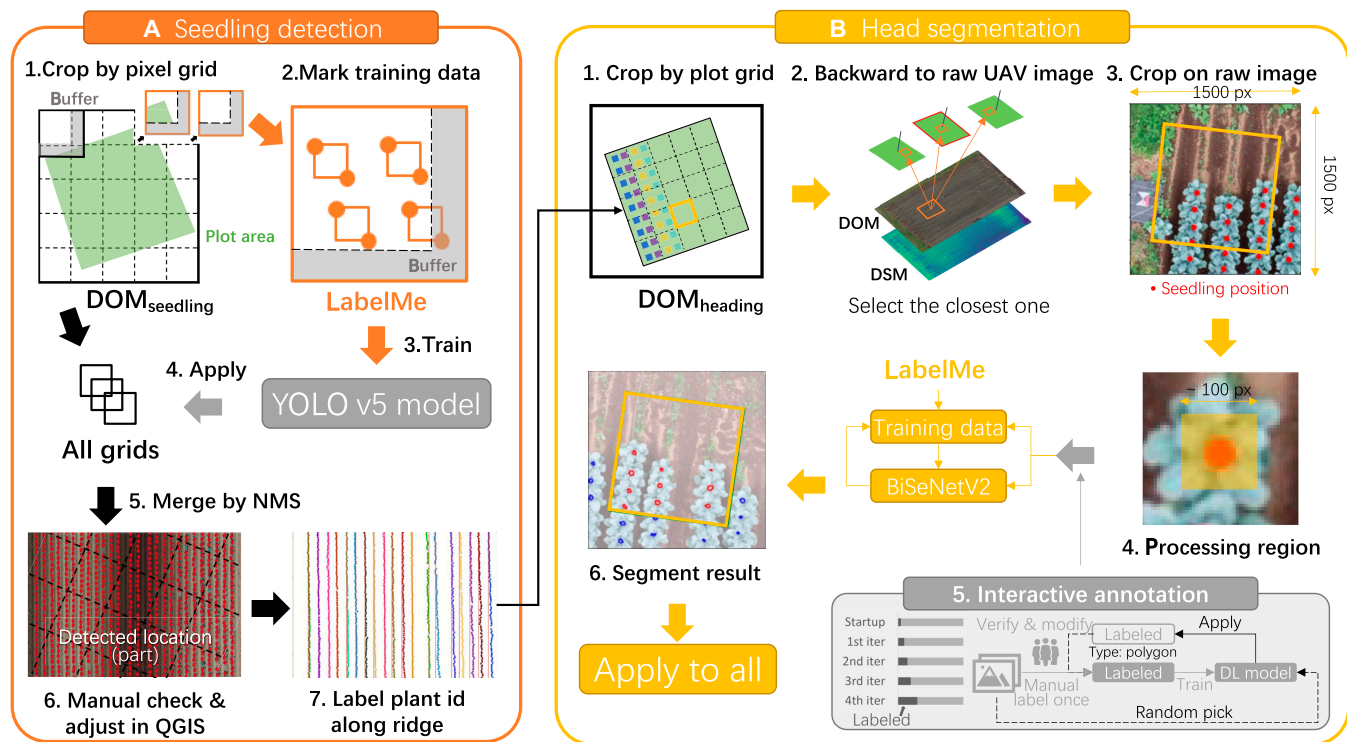 A Seedling detection
1.Crop by pixel grid
2.Mark training data
Buffer
Plot area
Buffer
DOMseedling
LabelMe
3.Train
4. Apply
YOLO v5 model
All grids
5. Merge by NMS
Detected location
(part)
6. Manual check &
adjust in QGIS
7. Label plant id
along ridge
B Head segmentation
1. Crop by plot grid
2. Backward to raw UAV image
3. Crop on raw image
1500 px
1500 px
DOM
DSM
DOMheading
Select the closest one
• Seedling position
LabelMe
Training data
BiSeNetV2
~ 100 px
4. Processing region
6. Segment result
Apply to all
5. Interactive annotation
Startup
1st iter
2nd iter
3rd iter
4th iter
Labeled
Verify & modify
Labeled
Type: polygon
Apply
Labeled
Train
DL model
Manual
label once
Random pick